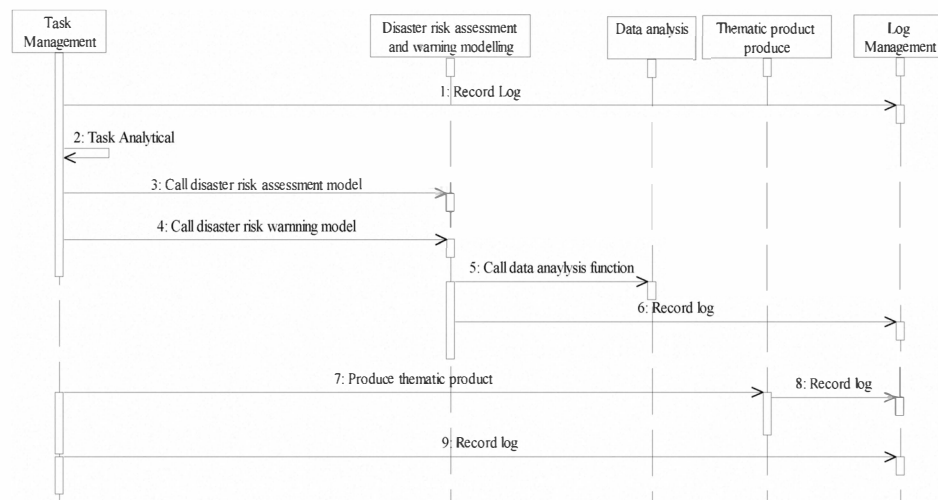 Task
Management
Disaster risk assessment
and warning modelling
Data analysis
Thematic product
produce
Log
Management
1: Record Log
2: Task Analytical
3: Call disaster risk assessment model
4: Call disaster risk warnning model
5: Call data anaylysis function
6: Record log
7: Produce thematic product
8: Record log
9: Record log